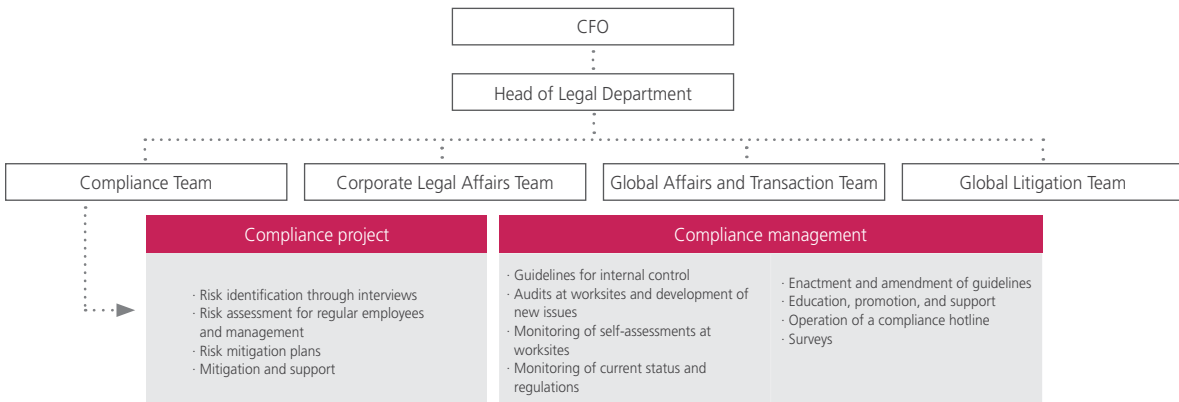 CFO
Head of Legal Department
Compliance Team
Corporate Legal Affairs Team
Global Affairs and Transaction Team
Global Litigation Team
Compliance project
· Risk identification through interviews
· Risk assessment for regular employees
and management
· Risk mitigation plans
· Mitigation and support
Compliance management
· Guidelines for internal control
· Audits at worksites and development of
new issues
· Monitoring of self-assessments at
worksites
· Monitoring of current status and
regulations
· Enactment and amendment of guidelines
· Education, promotion, and support
· Operation of a compliance hotline
· Surveys